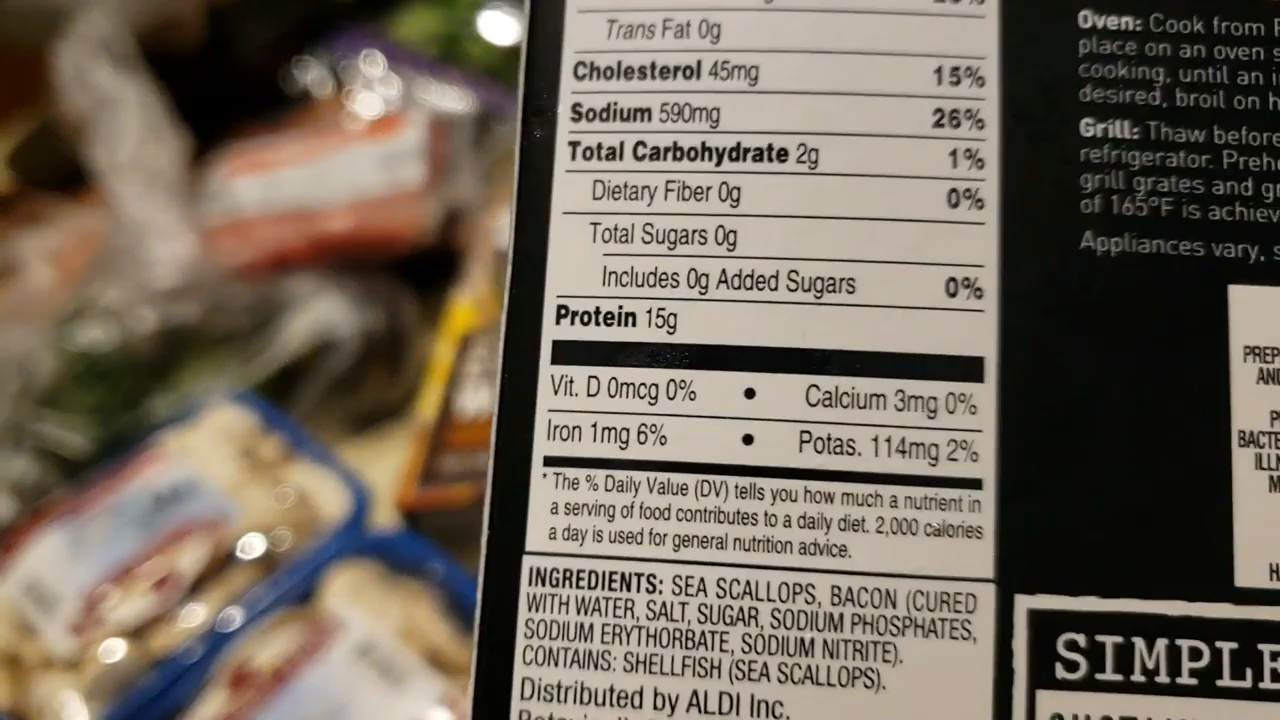 Trans Fat 0g
Cholesterol 45mg 15%
Sodium 590mg 26%
Total Carbohydrate 2g 1%
Dietary Fiber 0g 0%
Total Sugars 0g
Includes 0g Added Sugars 0%
Protein 15g
Vit. D 0mcg 0% • Calcium 3mg 0%
Iron 1mg 6% • Potas. 114mg 2%
* The % Daily Value (DV) tells you how much a nutrient in
a serving of food contributes to a daily diet. 2,000 calories
a day is used for general nutrition advice.
INGREDIENTS: SEA SCALLOPS, BACON (CURED
WITH WATER, SALT, SUGAR, SODIUM PHOSPHATES,
SODIUM ERYTHORBATE, SODIUM NITRITE).
CONTAINS: SHELLFISH (SEA SCALLOPS).
Distributed by ALDI Inc.
Oven: Cook from
place on an oven
cooking, until an
desired, broil on
Grill: Thaw before
refrigerator.
grill grates and
of 165°F is
Appliances vary,
SIMPLE